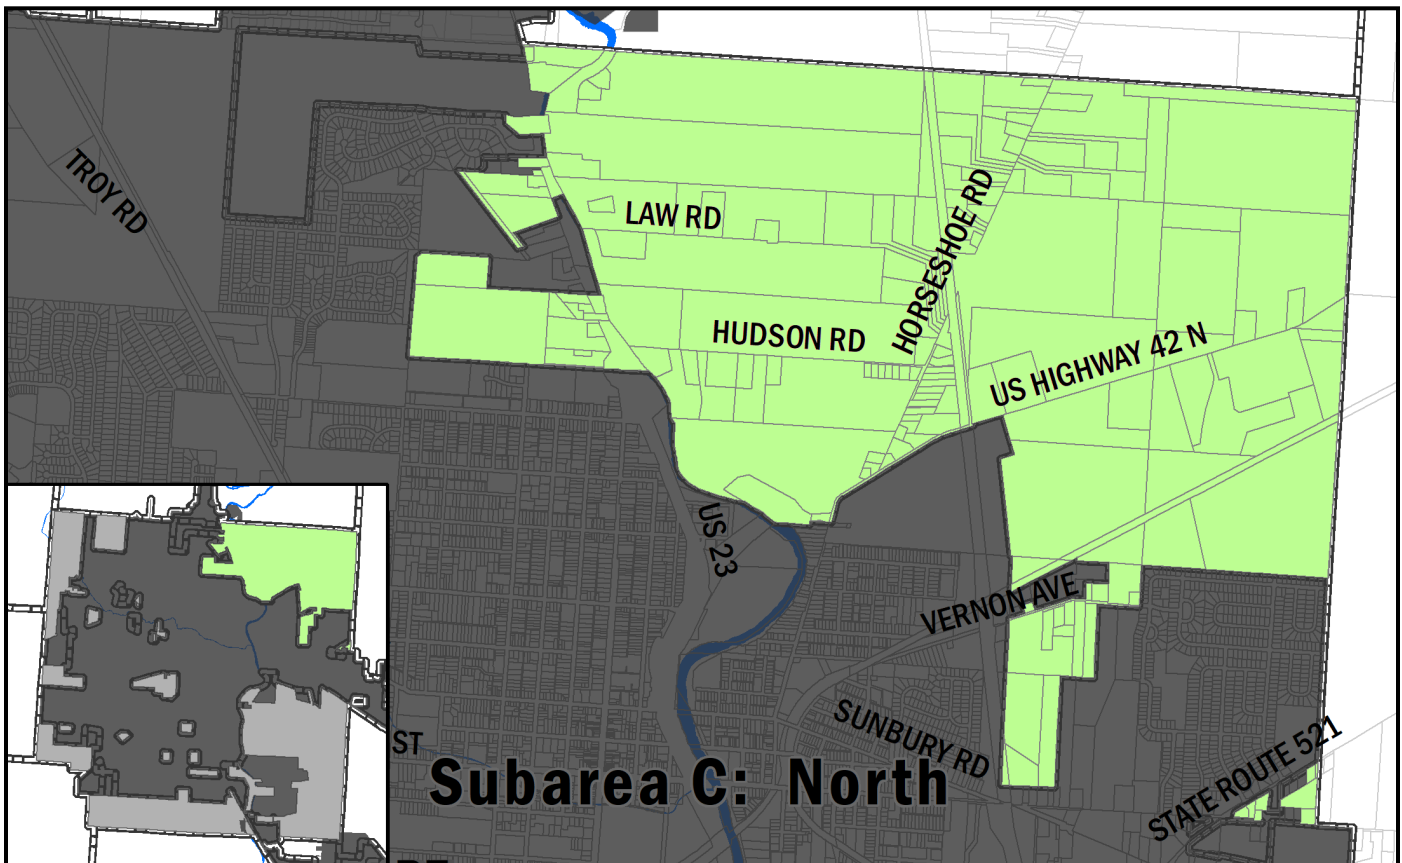 TROY RD
LAW RD
HORSESHOE RD
HUDSON RD
US HIGHWAY 42 N
US 23
VERNON AVE
SUNBURY RD
STATE ROUTE 521
ST
Subarea C: North